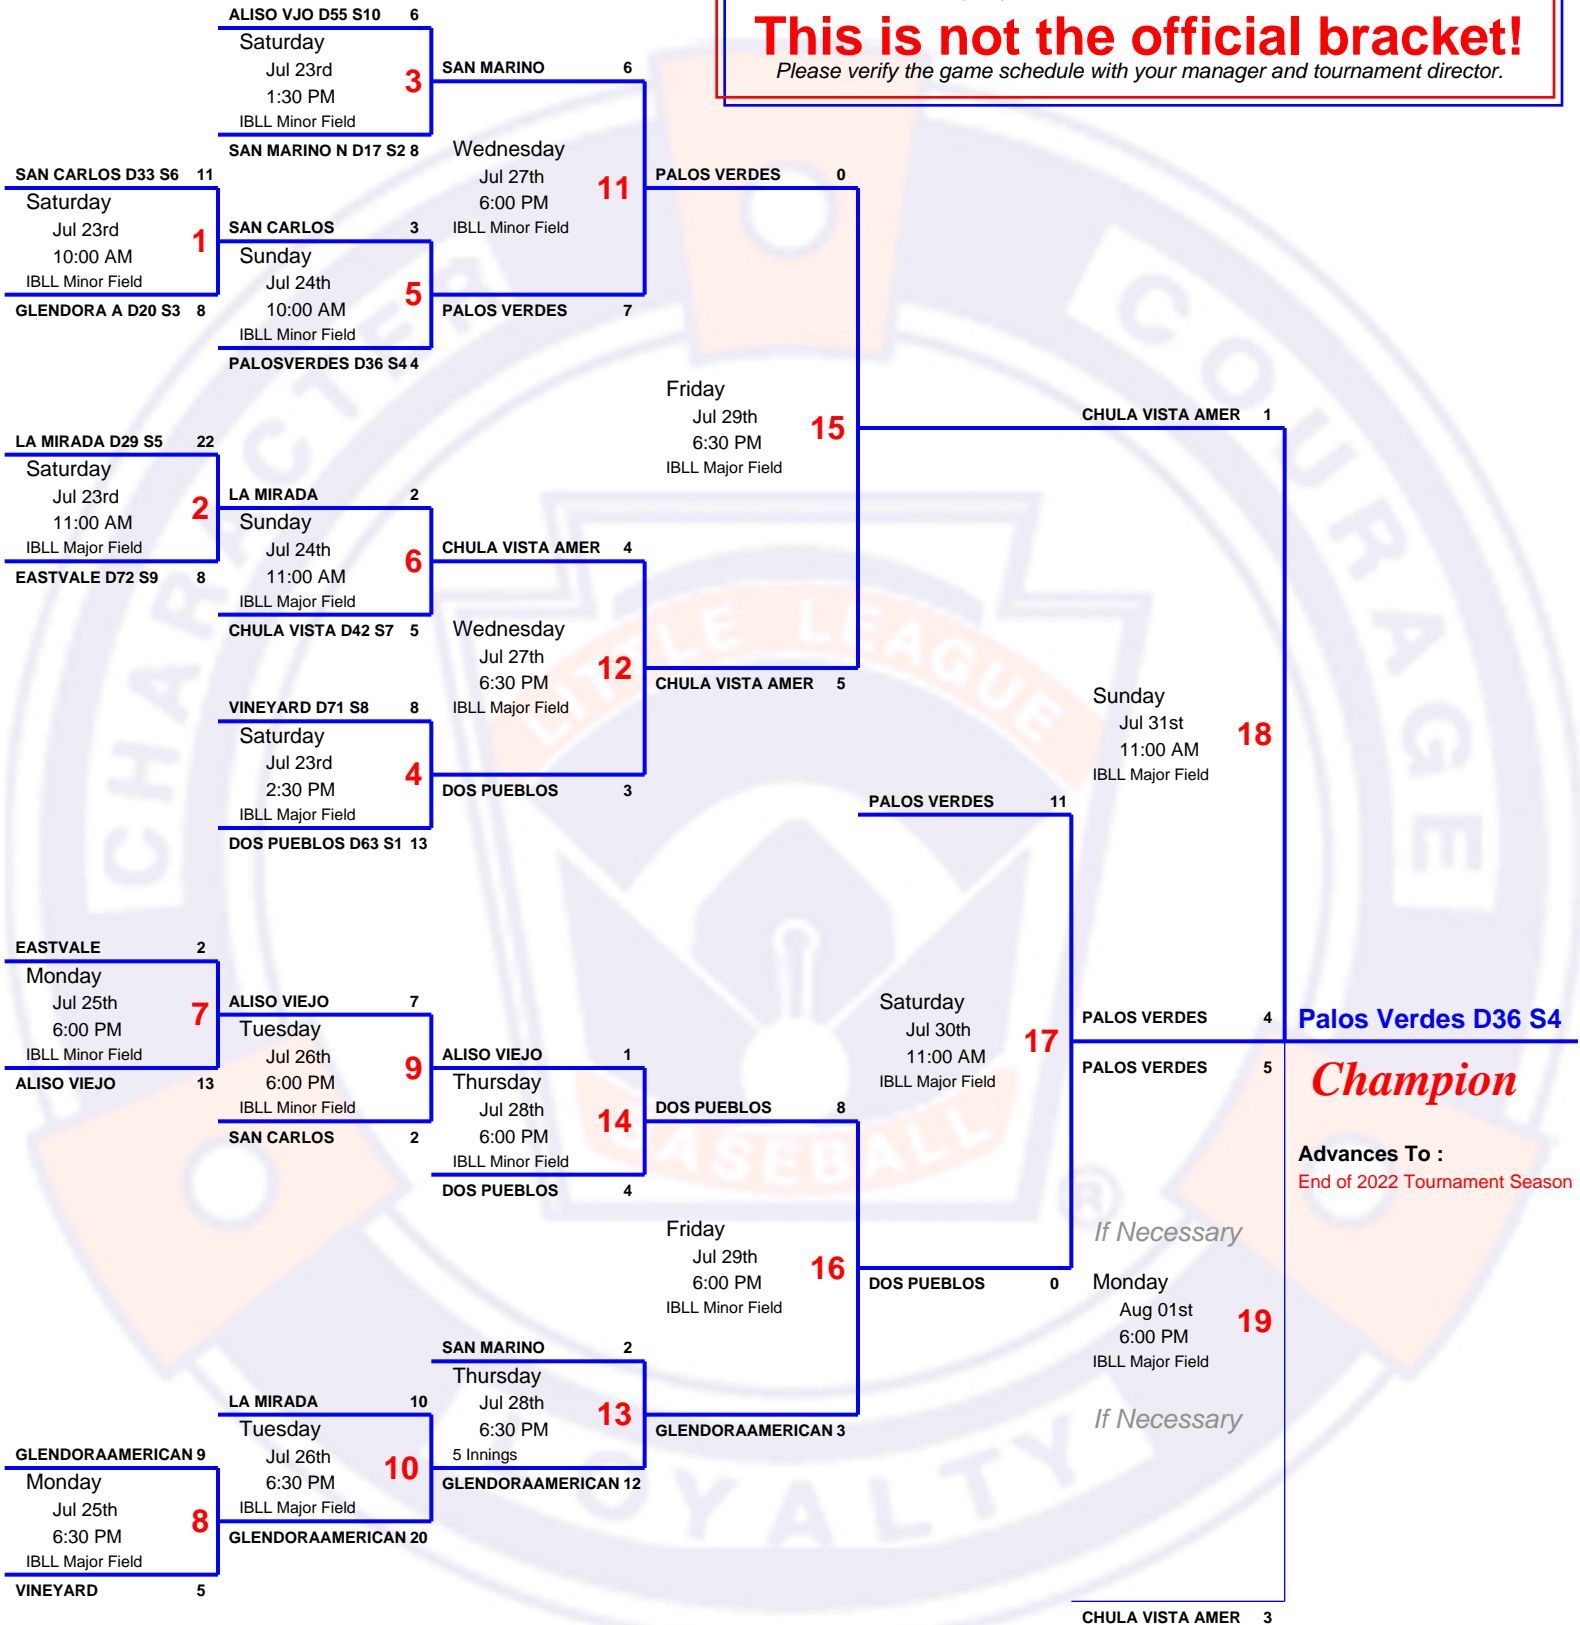 This is not the official bracket!
Please verify the game schedule with your manager and tournament director.
ALISO VJO D55 S10 6
Saturday
Jul 23rd
1:30 PM
IBLL Minor Field
3
SAN MARINO N D17 S2 8
SAN MARINO 6
Wednesday
Jul 27th
6:00 PM
IBLL Minor Field
11
SAN CARLOS D33 S6 11
Saturday
Jul 23rd
10:00 AM
IBLL Minor Field
1
GLENDORA A D20 S3 8
SAN CARLOS 3
Sunday
Jul 24th
10:00 AM
IBLL Minor Field
5
PALOSVERDES D36 S4 4
PALOS VERDES 7
PALOS VERDES 0
Friday
Jul 29th
6:30 PM
IBLL Major Field
15
CHULA VISTA AMER 1
LA MIRADA D29 S5 22
Saturday
Jul 23rd
11:00 AM
IBLL Major Field
2
EASTVALE D72 S9 8
LA MIRADA 2
Sunday
Jul 24th
11:00 AM
IBLL Major Field
6
CHULA VISTA D42 S7 5
CHULA VISTA AMER 4
Wednesday
Jul 27th
6:30 PM
IBLL Major Field
12
CHULA VISTA AMER 5
VINEYARD D71 S8 8
Saturday
Jul 23rd
2:30 PM
IBLL Major Field
4
DOS PUEBLOS D63 S1 13
DOS PUEBLOS 3
Sunday
Jul 31st
11:00 AM
IBLL Major Field
18
PALOS VERDES 11
Saturday
Jul 30th
11:00 AM
IBLL Major Field
17
DOS PUEBLOS 0
EASTVALE 2
Monday
Jul 25th
6:00 PM
IBLL Minor Field
7
ALISO VIEJO 13
ALISO VIEJO 7
Tuesday
Jul 26th
6:00 PM
IBLL Minor Field
9
SAN CARLOS 2
ALISO VIEJO 1
Thursday
Jul 28th
6:00 PM
IBLL Minor Field
14
DOS PUEBLOS 4
DOS PUEBLOS 8
Friday
Jul 29th
6:00 PM
IBLL Minor Field
16
GLENDORAAMERICAN 3
SAN MARINO 2
Thursday
Jul 28th
6:30 PM
5 Innings
13
GLENDORAAMERICAN 12
LA MIRADA 10
Tuesday
Jul 26th
6:30 PM
IBLL Major Field
10
GLENDORAAMERICAN 20
GLENDORAAMERICAN 9
Monday
Jul 25th
6:30 PM
IBLL Major Field
8
VINEYARD 5
PALOS VERDES 4
PALOS VERDES 5
Palos Verdes D36 S4
Champion
Advances To :
End of 2022 Tournament Season
If Necessary
Monday
Aug 01st
6:00 PM
IBLL Major Field
19
If Necessary
CHULA VISTA AMER 3
CHARACTER
COURAGE
LOYALTY
LITTLE LEAGUE
BASEBALL
®